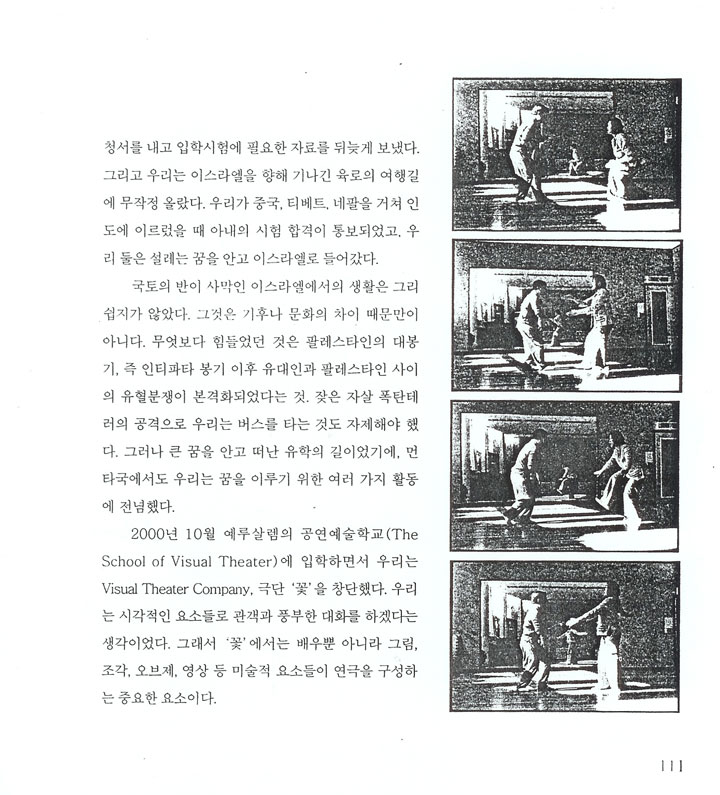 청서를 내고 입학시험에 필요한 자료를 뒤늦게 보냈다.
그리고 우리는 이스라엘을 향해 기나긴 육로의 여행길
에 무작정 올랐다. 우리가 중국, 티베트, 네팔을 거쳐 인
도에 이르렀을 때 아내의 시험 합격이 통보되었고, 우
리 둘은 설레는 꿈을 안고 이스라엘로 들어갔다.
국토의 반이 사막인 이스라엘에서의 생활은 그리
쉽지가 않았다. 그것은 기후나 문화의 차이 때문만이
아니다. 무엇보다 힘들었던 것은 팔레스타인의 대봉
기, 즉 인티파타 봉기 이후 유대인과 팔레스타인 사이
의 유혈분쟁이 본격화되었다는 것. 잦은 자살 폭탄테
러의 공격으로 우리는 버스를 타는 것도 자제해야 했
다. 그러나 큰 꿈을 안고 떠난 유학의 길이었기에, 먼
타국에서도 우리는 꿈을 이루기 위한 여러 가지 활동
에 전념했다.
2000년 10월 예루살렘의 공연예술학교(The
School of Visual Theater)에 입학하면서 우리는
Visual Theater Company, 극단 '꽃'을 창단했다. 우리
는 시각적인 요소들로 관객과 풍부한 대화를 하겠다는
생각이었다. 그래서 '꽃'에서는 배우뿐 아니라 그림,
조각, 오브제, 영상 등 미술적 요소들이 연극을 구성하
는 중요한 요소이다.
111